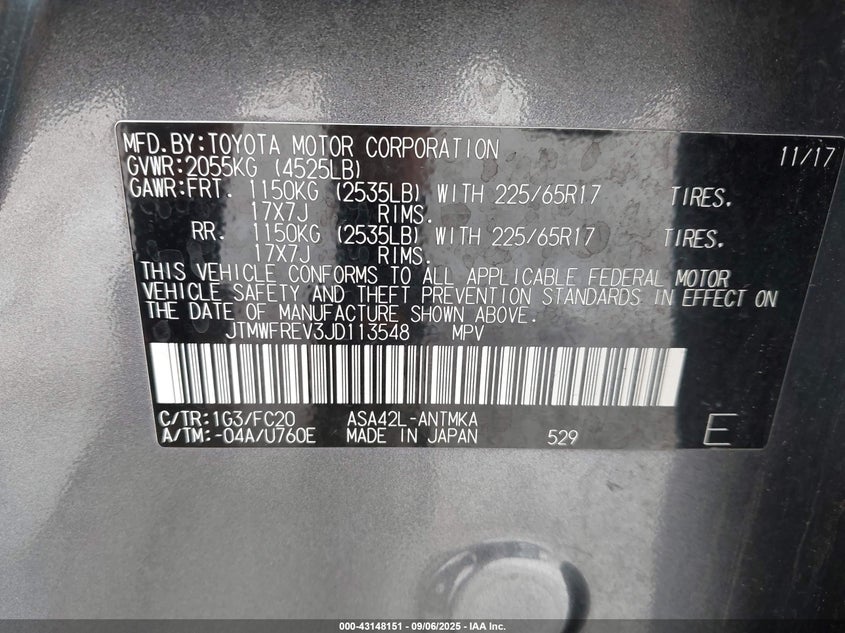 MFD.BY:TOYOTA MOTOR CORPORATION 11/17
GVWR:2055KG (4525LB)
GAWR:FRT. 1150KG (2535LB) WITH 225/65R17 TIRES.
17X7J RIMS.
RR. 1150KG (2535LB) WITH 225/65R17 TIRES.
17X7J RIMS.
THIS VEHICLE CONFORMS TO ALL APPLICABLE FEDERAL MOTOR
VEHICLE SAFETY AND THEFT PREVENTION STANDARDS IN EFFECT ON
THE DATE OF MANUFACTURE SHOWN ABOVE.
JTMWFREV3JD113548 MPV
C/TR:1G3/FC20 ASA42L-ANTMKA
A/TM:-04A/U760E MADE IN JAPAN 529 E
000-43148151 - 09/06/2025 - IAA Inc.